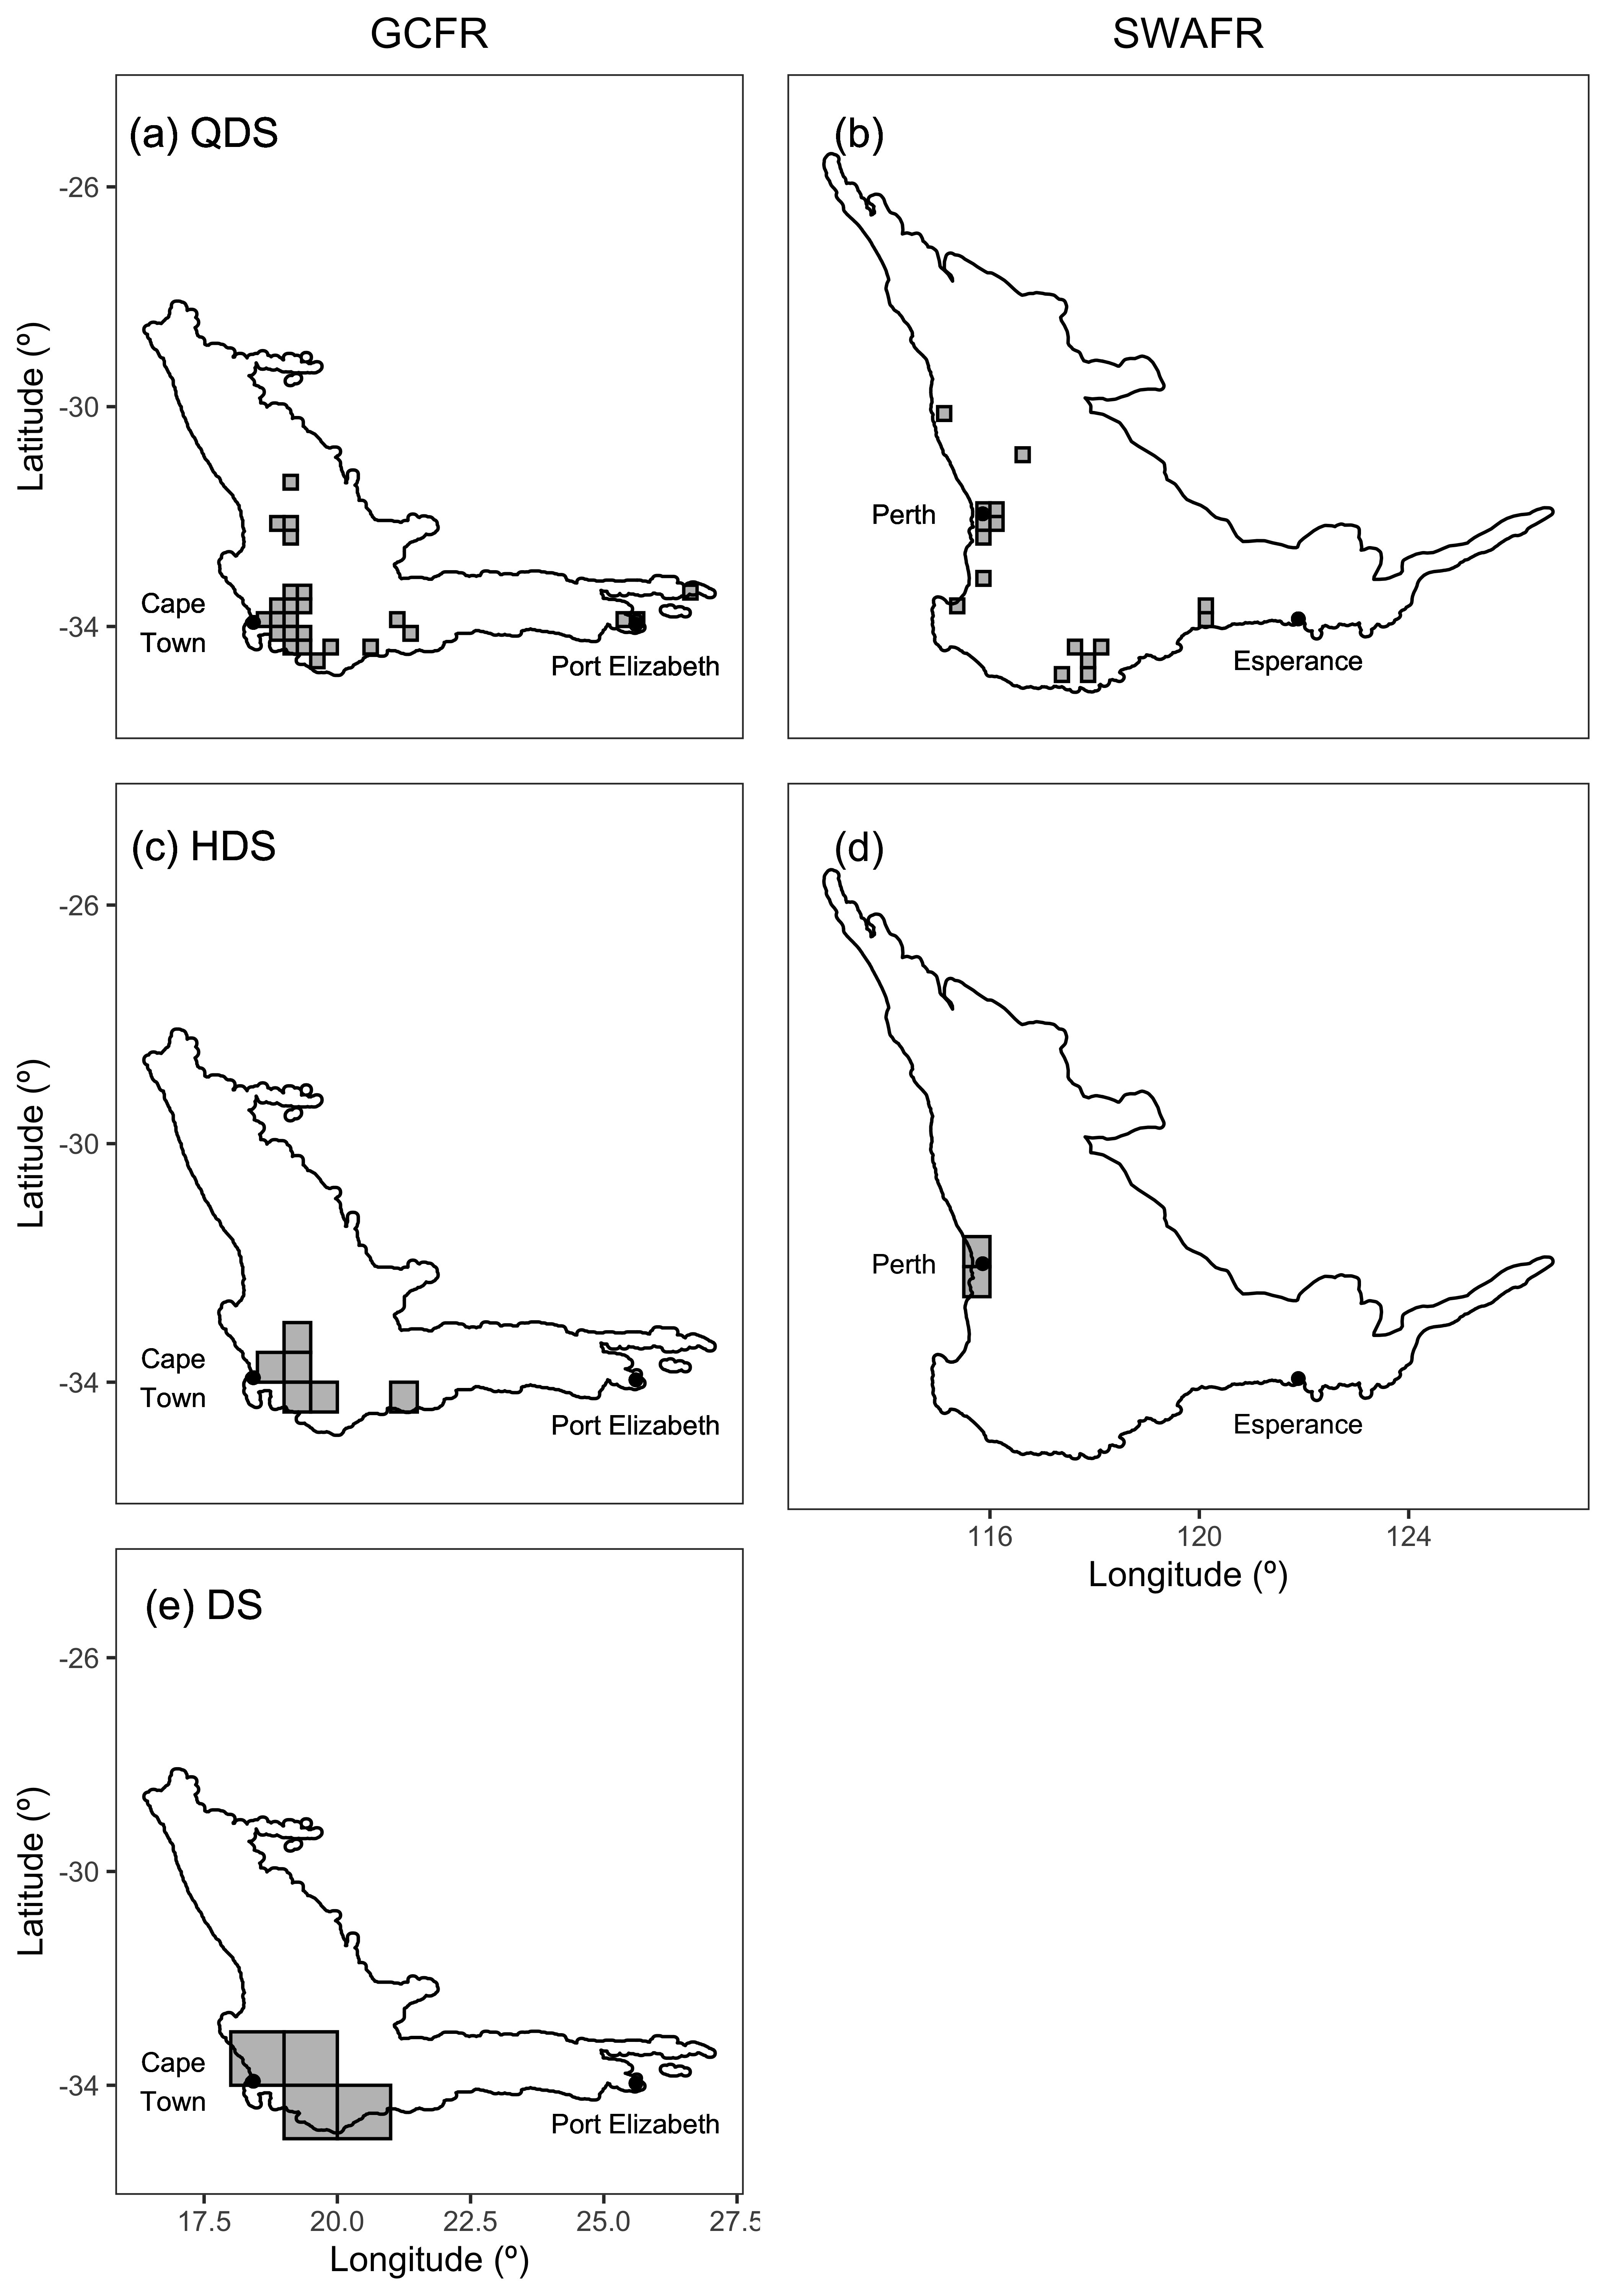 GCFR
SWAFR
(a) QDS
(b)
-26
-30
-34
Latitude (º)
Cape
Town
Port Elizabeth
Perth
Esperance
(c) HDS
(d)
-26
-30
-34
Latitude (º)
Cape
Town
Port Elizabeth
Perth
Esperance
116 120 124
Longitude (º)
(e) DS
-26
-30
-34
Latitude (º)
Cape
Town
Port Elizabeth
17.5 20.0 22.5 25.0 27.5
Longitude (º)